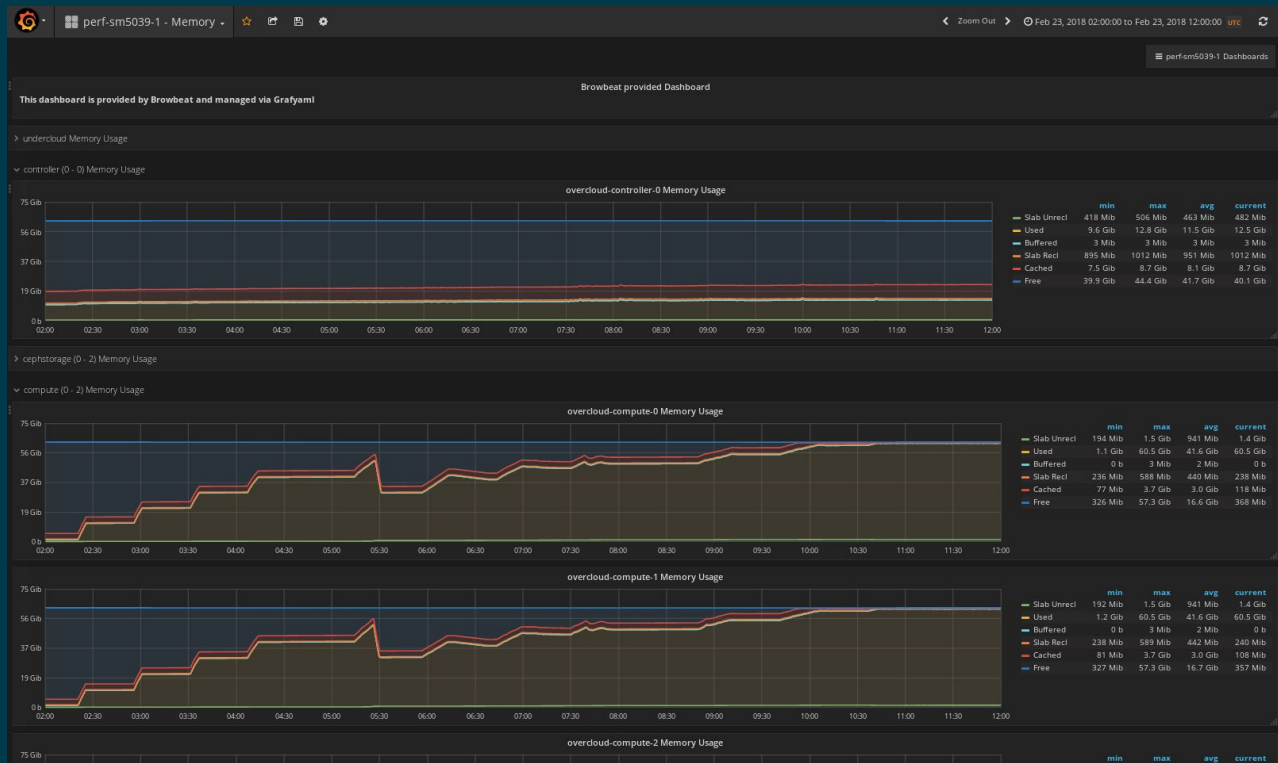 perf-sm5039-1 - Memory
Zoom Out
Feb 23, 2018 02:00:00 to Feb 23, 2018 12:00:00 UTC
perf-sm5039-1 Dashboards
Browbeat provided Dashboard
This dashboard is provided by Browbeat and managed via Grafyaml
> undercloud Memory Usage
controller (0 - 0) Memory Usage
overcloud-controller-0 Memory Usage
75 Gib
56 Gib
37 Gib
19 Gib
0 b
02:00 02:30 03:00 03:30 04:00 04:30 05:00 05:30 06:00 06:30 07:00 07:30 08:00 08:30 09:00 09:30 10:00 10:30 11:00 11:30 12:00
min max avg current
Slab Unrecl 418 Mib 506 Mib 463 Mib 482 Mib
Used 9.6 Gib 12.8 Gib 11.5 Gib 12.5 Gib
Buffered 3 Mib 3 Mib 3 Mib 3 Mib
Slab Recl 895 Mib 1012 Mib 951 Mib 1012 Mib
Cached 7.5 Gib 8.7 Gib 8.1 Gib 8.7 Gib
Free 39.9 Gib 44.4 Gib 41.7 Gib 40.1 Gib
> cephstorage (0 - 2) Memory Usage
compute (0 - 2) Memory Usage
overcloud-compute-0 Memory Usage
75 Gib
56 Gib
37 Gib
19 Gib
0 b
02:00 02:30 03:00 03:30 04:00 04:30 05:00 05:30 06:00 06:30 07:00 07:30 08:00 08:30 09:00 09:30 10:00 10:30 11:00 11:30 12:00
min max avg current
Slab Unrecl 194 Mib 1.5 Gib 941 Mib 1.4 Gib
Used 1.1 Gib 60.5 Gib 41.6 Gib 60.5 Gib
Buffered 0 b 3 Mib 2 Mib 0 b
Slab Recl 236 Mib 588 Mib 440 Mib 238 Mib
Cached 77 Mib 3.7 Gib 3.0 Gib 118 Mib
Free 326 Mib 57.3 Gib 16.6 Gib 368 Mib
overcloud-compute-1 Memory Usage
75 Gib
56 Gib
37 Gib
19 Gib
0 b
02:00 02:30 03:00 03:30 04:00 04:30 05:00 05:30 06:00 06:30 07:00 07:30 08:00 08:30 09:00 09:30 10:00 10:30 11:00 11:30 12:00
min max avg current
Slab Unrecl 192 Mib 1.5 Gib 941 Mib 1.4 Gib
Used 1.2 Gib 60.5 Gib 41.6 Gib 60.5 Gib
Buffered 0 b 3 Mib 2 Mib 0 b
Slab Recl 238 Mib 589 Mib 442 Mib 240 Mib
Cached 81 Mib 3.7 Gib 3.0 Gib 108 Mib
Free 327 Mib 57.3 Gib 16.7 Gib 357 Mib
overcloud-compute-2 Memory Usage
75 Gib
min max avg current